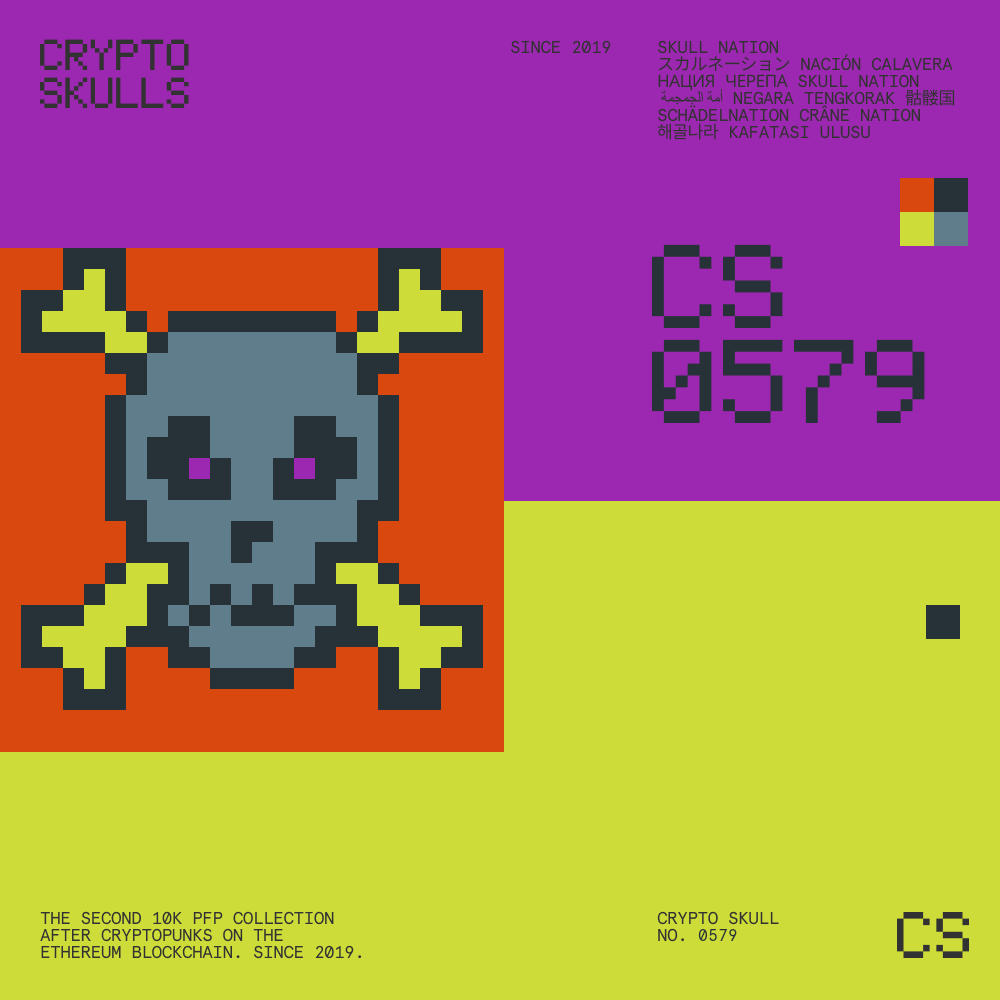 CRYPTO
SKULLS
SINCE 2019
SKULL NATION
スカルネーション NACIÓN CALAVERA
НАЦИЯ ЧЕРЕПА SKULL NATION
أمة الجمجمة NEGARA TENGKORAK 骷髏国
SCHÄDELNATION CRÂNE NATION
해골나라 KAFATASI ULUSU
CS
0579
THE SECOND 10K PFP COLLECTION
AFTER CRYPTOPUNKS ON THE
ETHEREUM BLOCKCHAIN. SINCE 2019.
CRYPTO SKULL
NO. 0579
CS